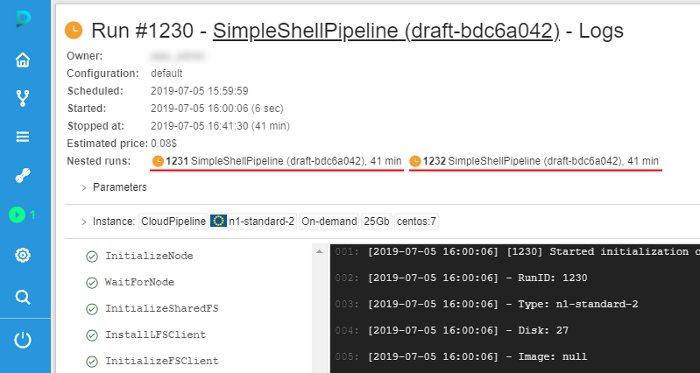 Run #1230 - SimpleShellPipeline (draft-bdc6a042) - Logs
Owner:
Configuration: default
Scheduled: 2019-07-05 15:59:59
Started: 2019-07-05 16:00:06 (6 sec)
Stopped at: 2019-07-05 16:41:30 (41 min)
Estimated price: 0.08$
Nested runs: 1231 SimpleShellPipeline (draft-bdc6a042), 41 min 1232 SimpleShellPipeline (draft-bdc6a042), 41 min
> Parameters
1
> Instance: CloudPipeline n1-standard-2 On-demand 25Gb centos:7
InitializeNode
WaitForNode
InitializeSharedFS
InstallLFSClient
InitializeFSClient
001: [2019-07-05 16:00:06] [1230] Started initialization
002: [2019-07-05 16:00:06] - RunID: 1230
003: [2019-07-05 16:00:06] - Type: n1-standard-2
004: [2019-07-05 16:00:06] - Disk: 27
005: [2019-07-05 16:00:06] - Image: null